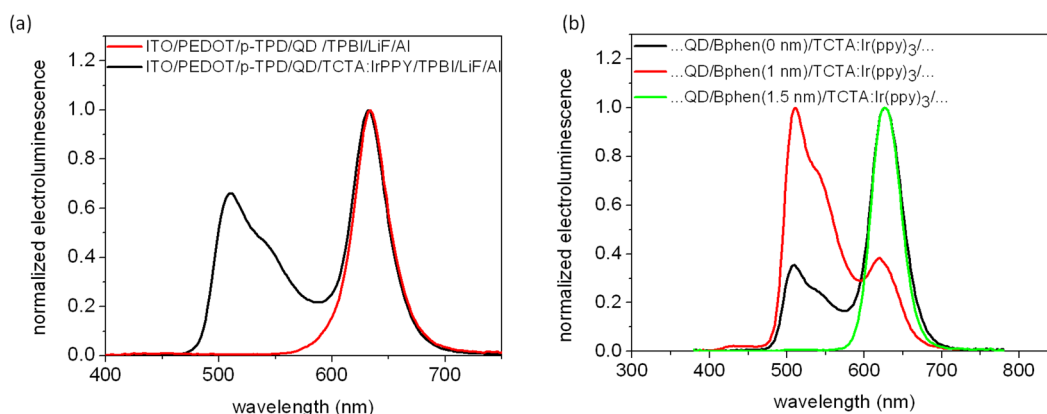 (a)
ITO/PEDOT/p-TPD/QD /TPBI/LiF/Al
ITO/PEDOT/p-TPD/QD/TCTA:IrPPY/TPBI/LiF/Al
normalized electroluminescence
1.2
1.0
0.8
0.6
0.4
0.2
0.0
400 500 600 700
wavelength (nm)
(b)
...QD/Bphen(0 nm)/TCTA:Ir(ppy)3/...
...QD/Bphen(1 nm)/TCTA:Ir(ppy)3/...
...QD/Bphen(1.5 nm)/TCTA:Ir(ppy)3/...
normalized electroluminescence
1.2
1.0
0.8
0.6
0.4
0.2
0.0
300 400 500 600 700 800
wavelength (nm)